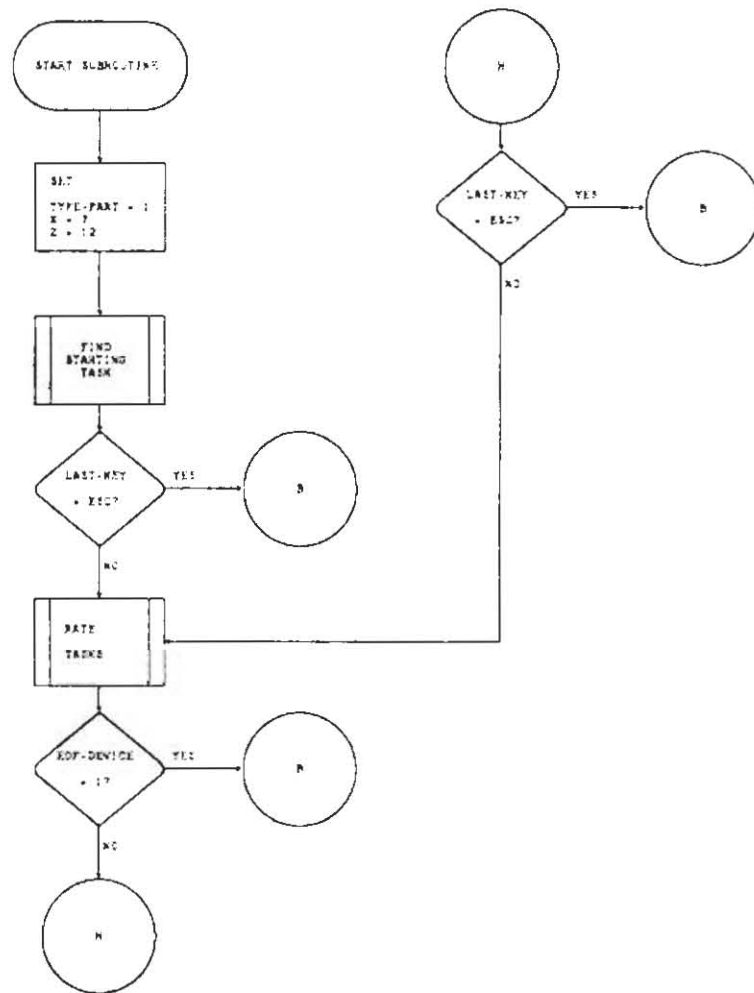 START SUBROUTINE
SET
TYPE-PART = 1
X = 7
Z = 12
FIND
STARTING
TASK
LAST-KEY
= ESC?
YES
B
NO
RATE
TASKS
EOF-DEVICE
= 1?
YES
B
NO
H
H
LAST-KEY
= ESC?
YES
B
NO